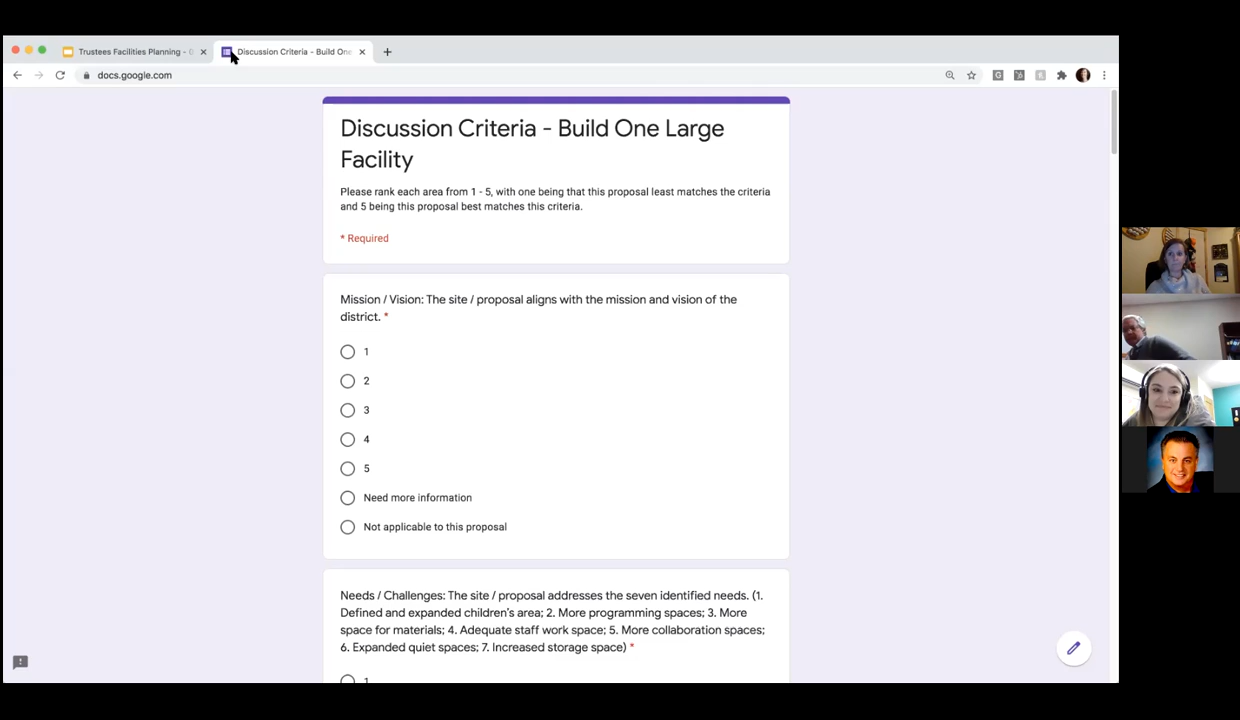 Trustees Facilities Planning - 
Discussion Criteria - Build One
docs.google.com
Discussion Criteria - Build One Large
Facility
Please rank each area from 1 - 5, with one being that this proposal least matches the criteria
and 5 being this proposal best matches this criteria.
* Required
Mission / Vision: The site / proposal aligns with the mission and vision of the
district. *
1
2
3
4
5
Need more information
Not applicable to this proposal
Needs / Challenges: The site / proposal addresses the seven identified needs. (1.
Defined and expanded children's area; 2. More programming spaces; 3. More
space for materials; 4. Adequate staff work space; 5. More collaboration spaces;
6. Expanded quiet spaces; 7. Increased storage space) *
1